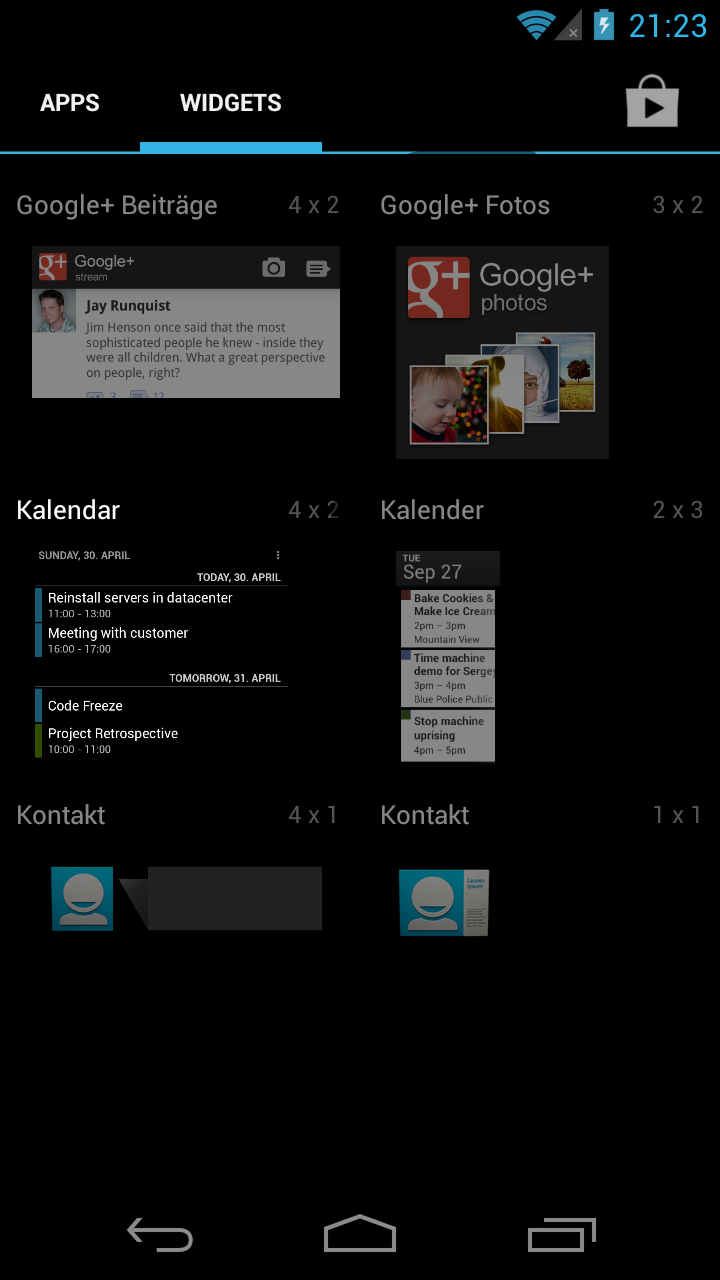 21:23
APPS
WIDGETS
Google+ Beiträge 4 x 2
Google+
stream
Jay Runquist
Jim Henson once said that the most
sophisticated people he knew - inside they
were all children. What a great perspective
on people, right?
3 12
Google+ Fotos 3 x 2
g+ Google+
photos
Kalendar 4 x 2
SUNDAY, 30. APRIL
TODAY, 30. APRIL
Reinstall servers in datacenter
11:00 - 13:00
Meeting with customer
16:00 - 17:00
TOMORROW, 31. APRIL
Code Freeze
Project Retrospective
10:00 - 11:00
Kalender 2 x 3
TUE
Sep 27
Bake Cookies &
Make Ice Cream
2pm – 3pm
Mountain View
Time machine
demo for Sergey
3pm – 4pm
Blue Police Public
Stop machine
uprising
4pm – 5pm
Kontakt 4 x 1
Kontakt 1 x 1
Lauren
Ipsum